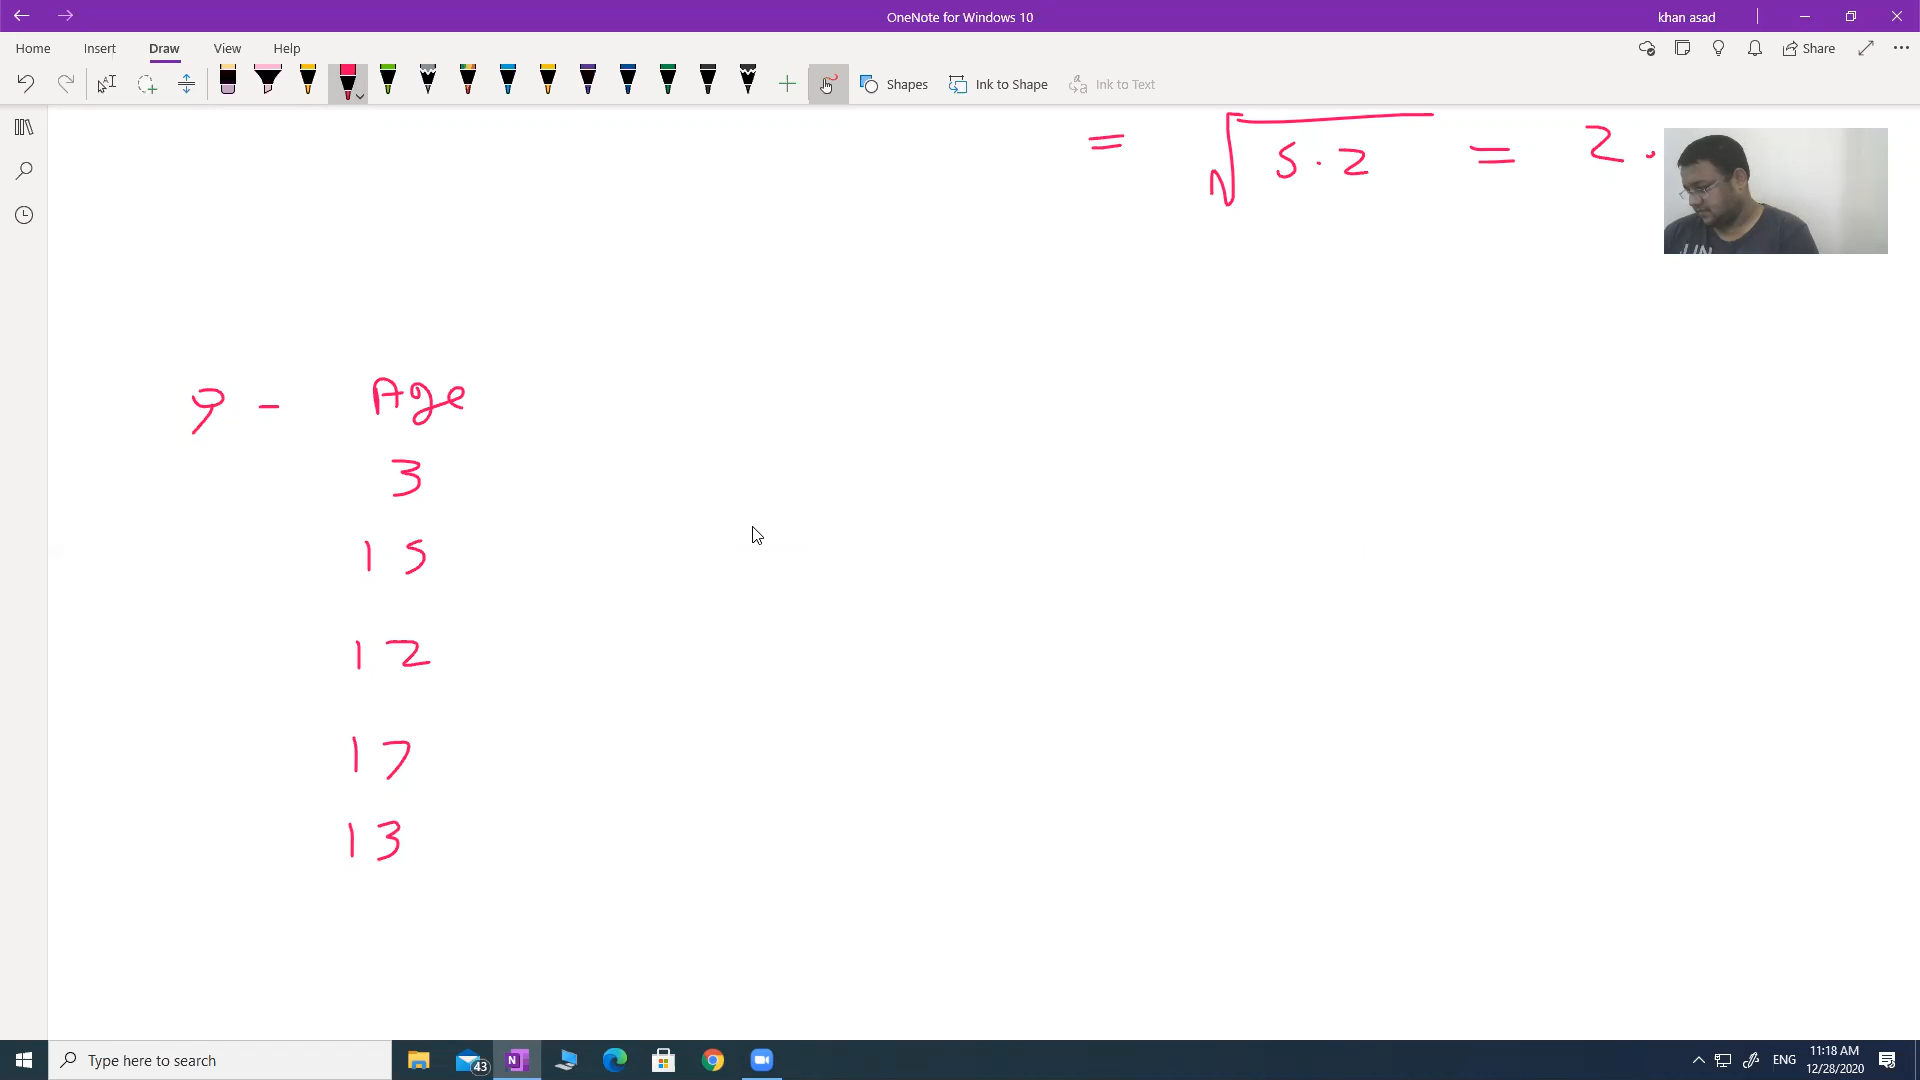 OneNote for Windows 10
khan asad
Home Insert Draw View Help
Share
Shapes
Ink to Shape
Ink to Text
= √5.2 = 2.
Age
3
15
12
17
13
Type here to search
43
N
ENG
11:18 AM
12/28/2020